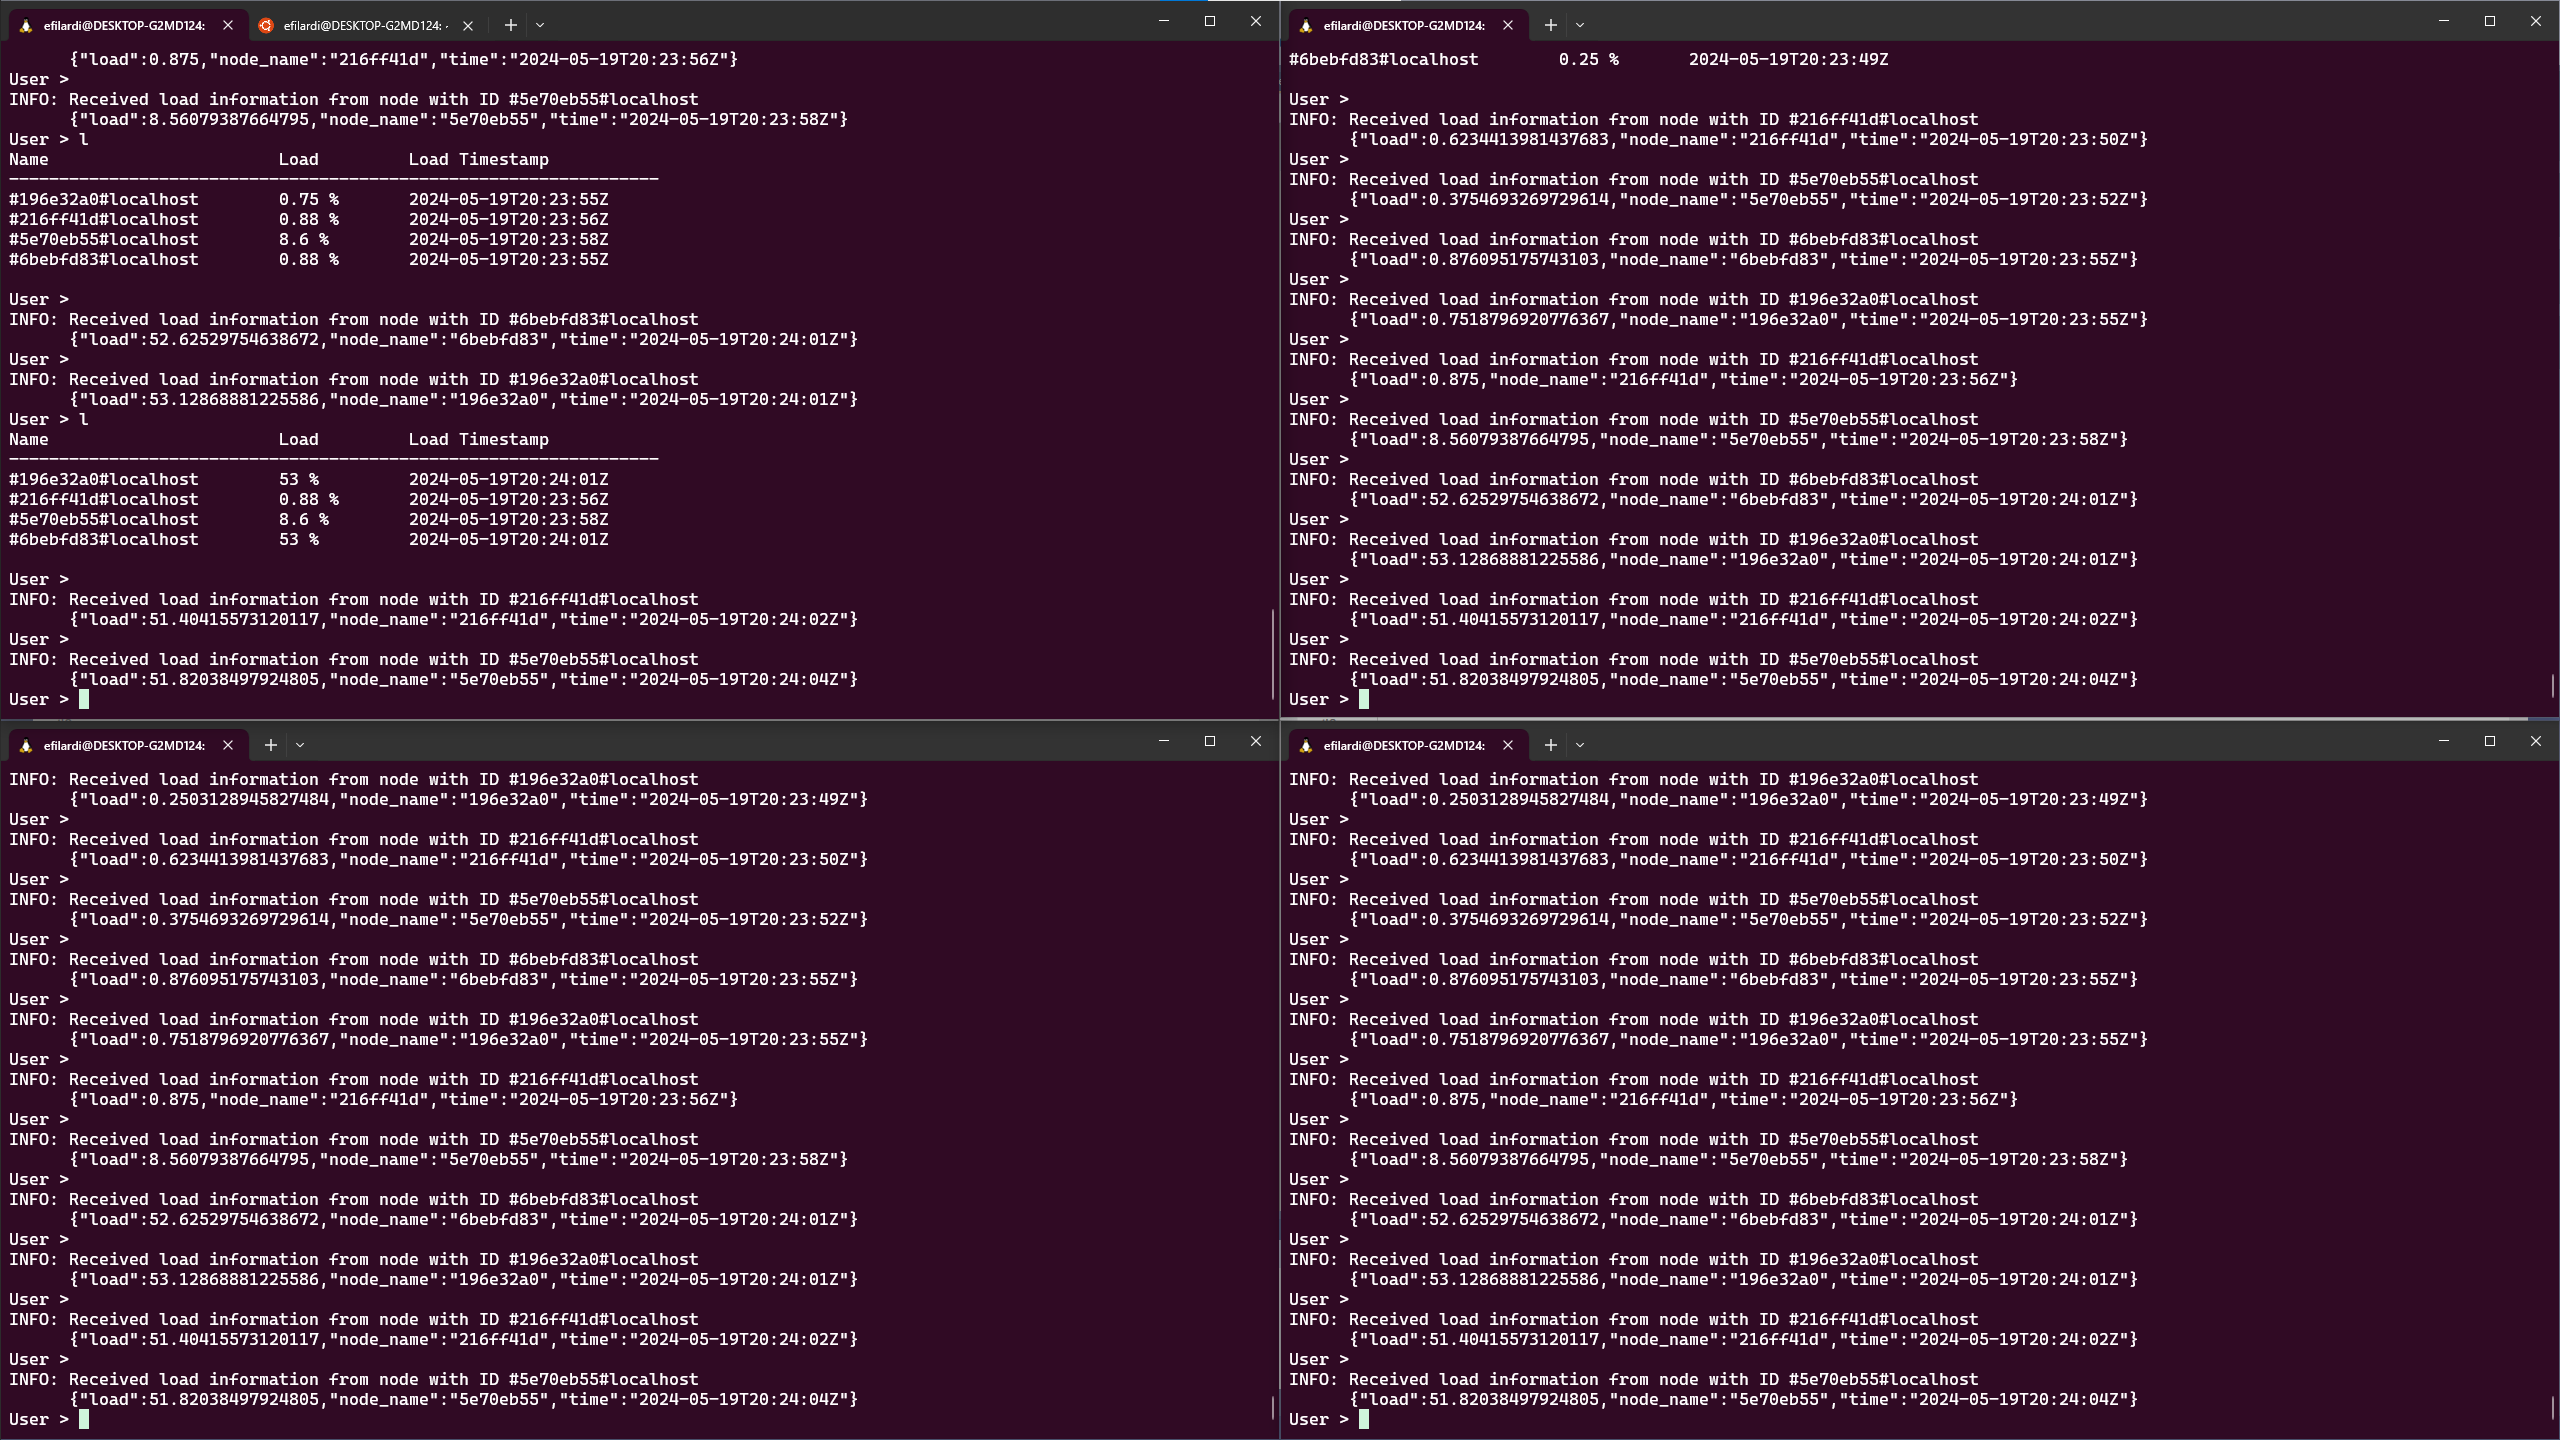 efilardi@DESKTOP-G2MD124:
efilardi@DESKTOP-G2MD124: ·
      {"load":0.875,"node_name":"216ff41d","time":"2024-05-19T20:23:56Z"}
User >
INFO: Received load information from node with ID #5e70eb55#localhost
      {"load":8.56079387664795,"node_name":"5e70eb55","time":"2024-05-19T20:23:58Z"}
User > l
Name                       Load         Load Timestamp
-----------------------------------------------------------------
#196e32a0#localhost        0.75 %       2024-05-19T20:23:55Z
#216ff41d#localhost        0.88 %       2024-05-19T20:23:56Z
#5e70eb55#localhost        8.6 %        2024-05-19T20:23:58Z
#6bebfd83#localhost        0.88 %       2024-05-19T20:23:55Z
User >
INFO: Received load information from node with ID #6bebfd83#localhost
      {"load":52.62529754638672,"node_name":"6bebfd83","time":"2024-05-19T20:24:01Z"}
User >
INFO: Received load information from node with ID #196e32a0#localhost
      {"load":53.12868881225586,"node_name":"196e32a0","time":"2024-05-19T20:24:01Z"}
User > l
Name                       Load         Load Timestamp
-----------------------------------------------------------------
#196e32a0#localhost        53 %         2024-05-19T20:24:01Z
#216ff41d#localhost        0.88 %       2024-05-19T20:23:56Z
#5e70eb55#localhost        8.6 %        2024-05-19T20:23:58Z
#6bebfd83#localhost        53 %         2024-05-19T20:24:01Z
User >
INFO: Received load information from node with ID #216ff41d#localhost
      {"load":51.40415573120117,"node_name":"216ff41d","time":"2024-05-19T20:24:02Z"}
User >
INFO: Received load information from node with ID #5e70eb55#localhost
      {"load":51.82038497924805,"node_name":"5e70eb55","time":"2024-05-19T20:24:04Z"}
User >
efilardi@DESKTOP-G2MD124:
#6bebfd83#localhost        0.25 %       2024-05-19T20:23:49Z
User >
INFO: Received load information from node with ID #216ff41d#localhost
      {"load":0.6234413981437683,"node_name":"216ff41d","time":"2024-05-19T20:23:50Z"}
User >
INFO: Received load information from node with ID #5e70eb55#localhost
      {"load":0.3754693269729614,"node_name":"5e70eb55","time":"2024-05-19T20:23:52Z"}
User >
INFO: Received load information from node with ID #6bebfd83#localhost
      {"load":0.876095175743103,"node_name":"6bebfd83","time":"2024-05-19T20:23:55Z"}
User >
INFO: Received load information from node with ID #196e32a0#localhost
      {"load":0.7518796920776367,"node_name":"196e32a0","time":"2024-05-19T20:23:55Z"}
User >
INFO: Received load information from node with ID #216ff41d#localhost
      {"load":0.875,"node_name":"216ff41d","time":"2024-05-19T20:23:56Z"}
User >
INFO: Received load information from node with ID #5e70eb55#localhost
      {"load":8.56079387664795,"node_name":"5e70eb55","time":"2024-05-19T20:23:58Z"}
User >
INFO: Received load information from node with ID #6bebfd83#localhost
      {"load":52.62529754638672,"node_name":"6bebfd83","time":"2024-05-19T20:24:01Z"}
User >
INFO: Received load information from node with ID #196e32a0#localhost
      {"load":53.12868881225586,"node_name":"196e32a0","time":"2024-05-19T20:24:01Z"}
User >
INFO: Received load information from node with ID #216ff41d#localhost
      {"load":51.40415573120117,"node_name":"216ff41d","time":"2024-05-19T20:24:02Z"}
User >
INFO: Received load information from node with ID #5e70eb55#localhost
      {"load":51.82038497924805,"node_name":"5e70eb55","time":"2024-05-19T20:24:04Z"}
User >
efilardi@DESKTOP-G2MD124:
INFO: Received load information from node with ID #196e32a0#localhost
      {"load":0.2503128945827484,"node_name":"196e32a0","time":"2024-05-19T20:23:49Z"}
User >
INFO: Received load information from node with ID #216ff41d#localhost
      {"load":0.6234413981437683,"node_name":"216ff41d","time":"2024-05-19T20:23:50Z"}
User >
INFO: Received load information from node with ID #5e70eb55#localhost
      {"load":0.3754693269729614,"node_name":"5e70eb55","time":"2024-05-19T20:23:52Z"}
User >
INFO: Received load information from node with ID #6bebfd83#localhost
      {"load":0.876095175743103,"node_name":"6bebfd83","time":"2024-05-19T20:23:55Z"}
User >
INFO: Received load information from node with ID #196e32a0#localhost
      {"load":0.7518796920776367,"node_name":"196e32a0","time":"2024-05-19T20:23:55Z"}
User >
INFO: Received load information from node with ID #216ff41d#localhost
      {"load":0.875,"node_name":"216ff41d","time":"2024-05-19T20:23:56Z"}
User >
INFO: Received load information from node with ID #5e70eb55#localhost
      {"load":8.56079387664795,"node_name":"5e70eb55","time":"2024-05-19T20:23:58Z"}
User >
INFO: Received load information from node with ID #6bebfd83#localhost
      {"load":52.62529754638672,"node_name":"6bebfd83","time":"2024-05-19T20:24:01Z"}
User >
INFO: Received load information from node with ID #196e32a0#localhost
      {"load":53.12868881225586,"node_name":"196e32a0","time":"2024-05-19T20:24:01Z"}
User >
INFO: Received load information from node with ID #216ff41d#localhost
      {"load":51.40415573120117,"node_name":"216ff41d","time":"2024-05-19T20:24:02Z"}
User >
INFO: Received load information from node with ID #5e70eb55#localhost
      {"load":51.82038497924805,"node_name":"5e70eb55","time":"2024-05-19T20:24:04Z"}
User >
efilardi@DESKTOP-G2MD124:
INFO: Received load information from node with ID #196e32a0#localhost
      {"load":0.2503128945827484,"node_name":"196e32a0","time":"2024-05-19T20:23:49Z"}
User >
INFO: Received load information from node with ID #216ff41d#localhost
      {"load":0.6234413981437683,"node_name":"216ff41d","time":"2024-05-19T20:23:50Z"}
User >
INFO: Received load information from node with ID #5e70eb55#localhost
      {"load":0.3754693269729614,"node_name":"5e70eb55","time":"2024-05-19T20:23:52Z"}
User >
INFO: Received load information from node with ID #6bebfd83#localhost
      {"load":0.876095175743103,"node_name":"6bebfd83","time":"2024-05-19T20:23:55Z"}
User >
INFO: Received load information from node with ID #196e32a0#localhost
      {"load":0.7518796920776367,"node_name":"196e32a0","time":"2024-05-19T20:23:55Z"}
User >
INFO: Received load information from node with ID #216ff41d#localhost
      {"load":0.875,"node_name":"216ff41d","time":"2024-05-19T20:23:56Z"}
User >
INFO: Received load information from node with ID #5e70eb55#localhost
      {"load":8.56079387664795,"node_name":"5e70eb55","time":"2024-05-19T20:23:58Z"}
User >
INFO: Received load information from node with ID #6bebfd83#localhost
      {"load":52.62529754638672,"node_name":"6bebfd83","time":"2024-05-19T20:24:01Z"}
User >
INFO: Received load information from node with ID #196e32a0#localhost
      {"load":53.12868881225586,"node_name":"196e32a0","time":"2024-05-19T20:24:01Z"}
User >
INFO: Received load information from node with ID #216ff41d#localhost
      {"load":51.40415573120117,"node_name":"216ff41d","time":"2024-05-19T20:24:02Z"}
User >
INFO: Received load information from node with ID #5e70eb55#localhost
      {"load":51.82038497924805,"node_name":"5e70eb55","time":"2024-05-19T20:24:04Z"}
User >